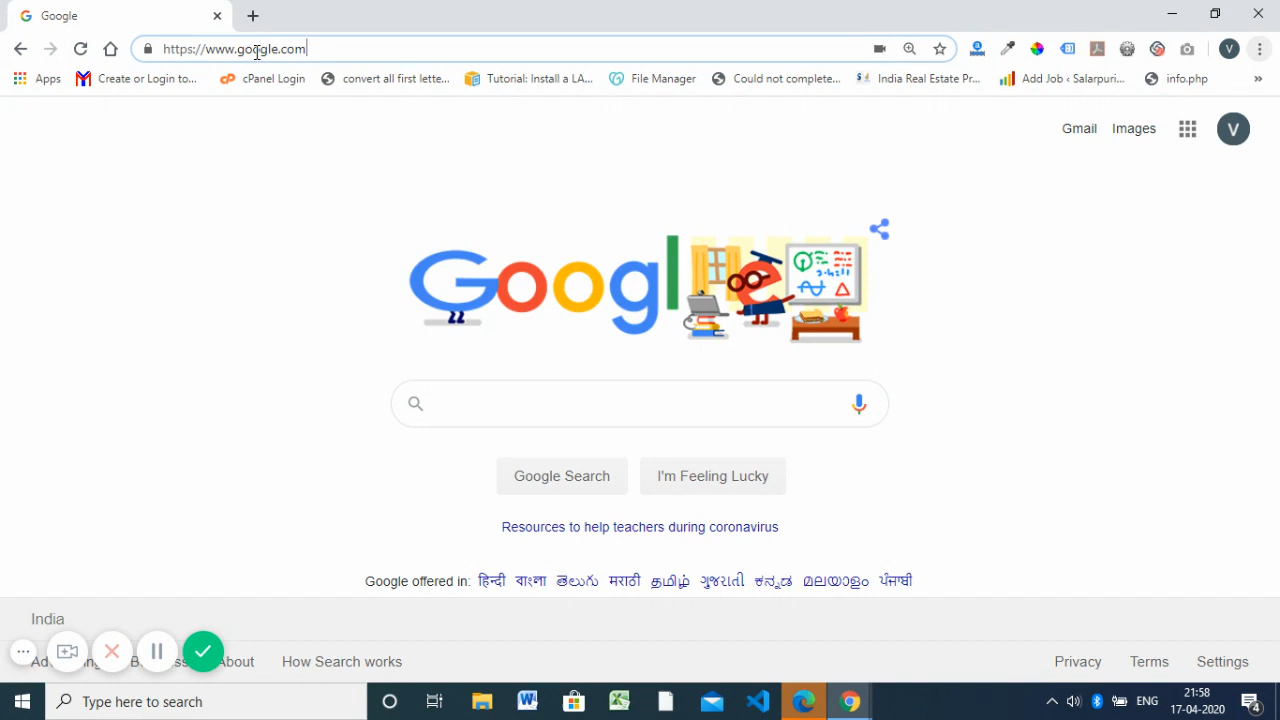 Google
https://www.google.com
Apps Create or Login to... cPanel Login convert all first lette... Tutorial: Install a LA... File Manager Could not complete... India Real Estate Pr... Add Job ‹ Salarpuri... info.php »
V
Gmail Images V
Google
Google Search I'm Feeling Lucky
Resources to help teachers during coronavirus
Google offered in: हिन्दी বাংলা తెలుగు मराठी தமிழ் ગુજરાતી ಕನ್ನಡ മലയാളം ਪੰਜਾਬੀ
India
About How Search works Privacy Terms Settings
Type here to search
ENG
21:58
17-04-2020
4